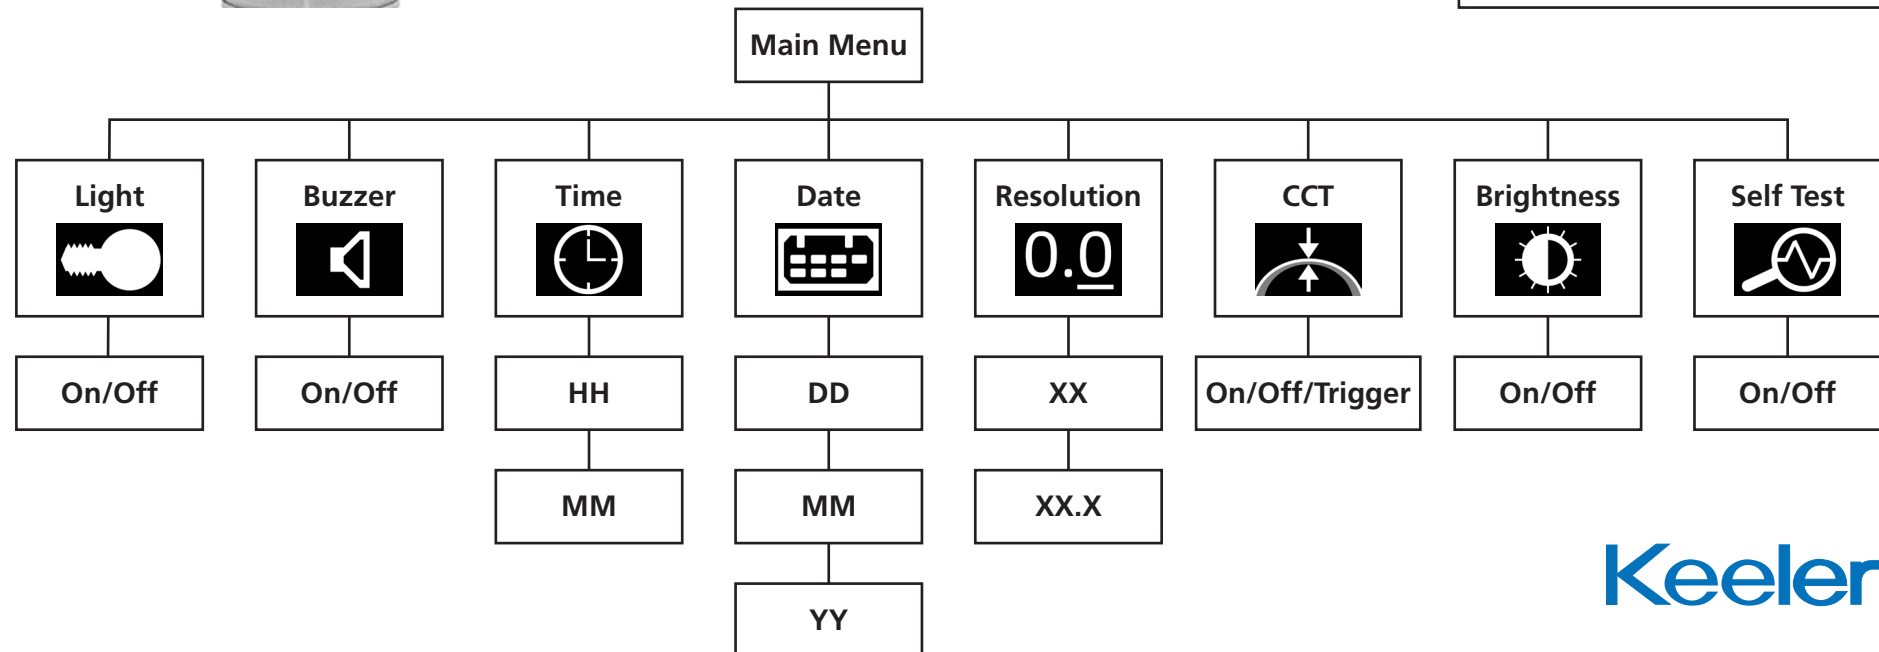 Main Menu
Light
Buzzer
Time
Date
Resolution
CCT
Brightness
Self Test
0.0
On/Off
On/Off
HH
DD
XX
On/Off/Trigger
On/Off
On/Off
MM
MM
XX.X
YY
Keeler